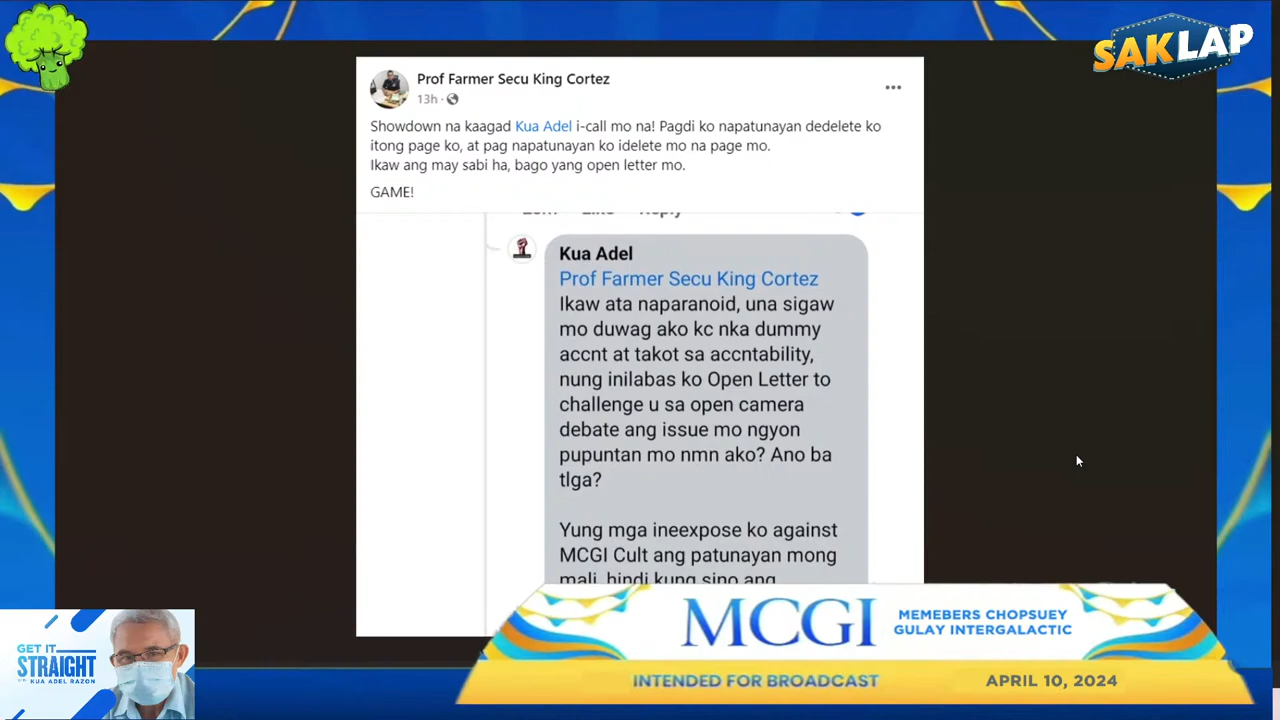 SAKLAP
Prof Farmer Secu King Cortez
13h
Showdown na kaagad Kua Adel i-call mo na! Pagdi ko napatunayan dedelete ko
itong page ko, at pag napatunayan ko idelete mo na page mo.
Ikaw ang may sabi ha, bago yang open letter mo.
GAME!
Kua Adel
Prof Farmer Secu King Cortez
Ikaw ata naparanoid, una sigaw
mo duwag ako kc nka dummy
accnt at takot sa accntability,
nung inilabas ko Open Letter to
challenge u sa open camera
debate ang issue mo ngyon
pupuntan mo nmn ako? Ano ba
tlga?
Yung mga ineexpose ko against
MCGI Cult ang patunayan mong
mali, hindi kung sino ang
GET IT
STRAIGHT
KUA ADEL RAZON
MCGI
MEMEBERS CHOPSUEY
GULAY INTERGALACTIC
INTENDED FOR BROADCAST
APRIL 10, 2024